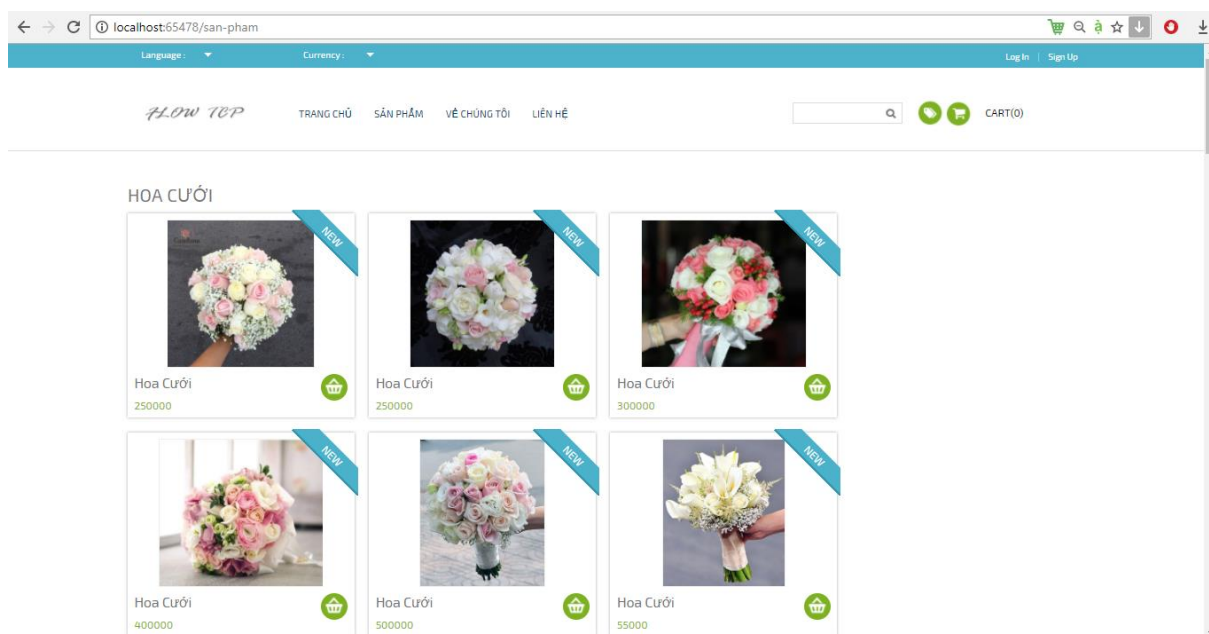 localhost:65478/san-pham
Language : Currency : Log In | Sign Up
FLOW TEP TRANG CHỦ SẢN PHẨM VỀ CHÚNG TÔI LIÊN HỆ CART(0)
HOA CƯỚI
NEW NEW NEW
Hoa Cưới Hoa Cưới Hoa Cưới
250000 250000 300000
NEW NEW NEW
Hoa Cưới Hoa Cưới Hoa Cưới
400000 500000 55000